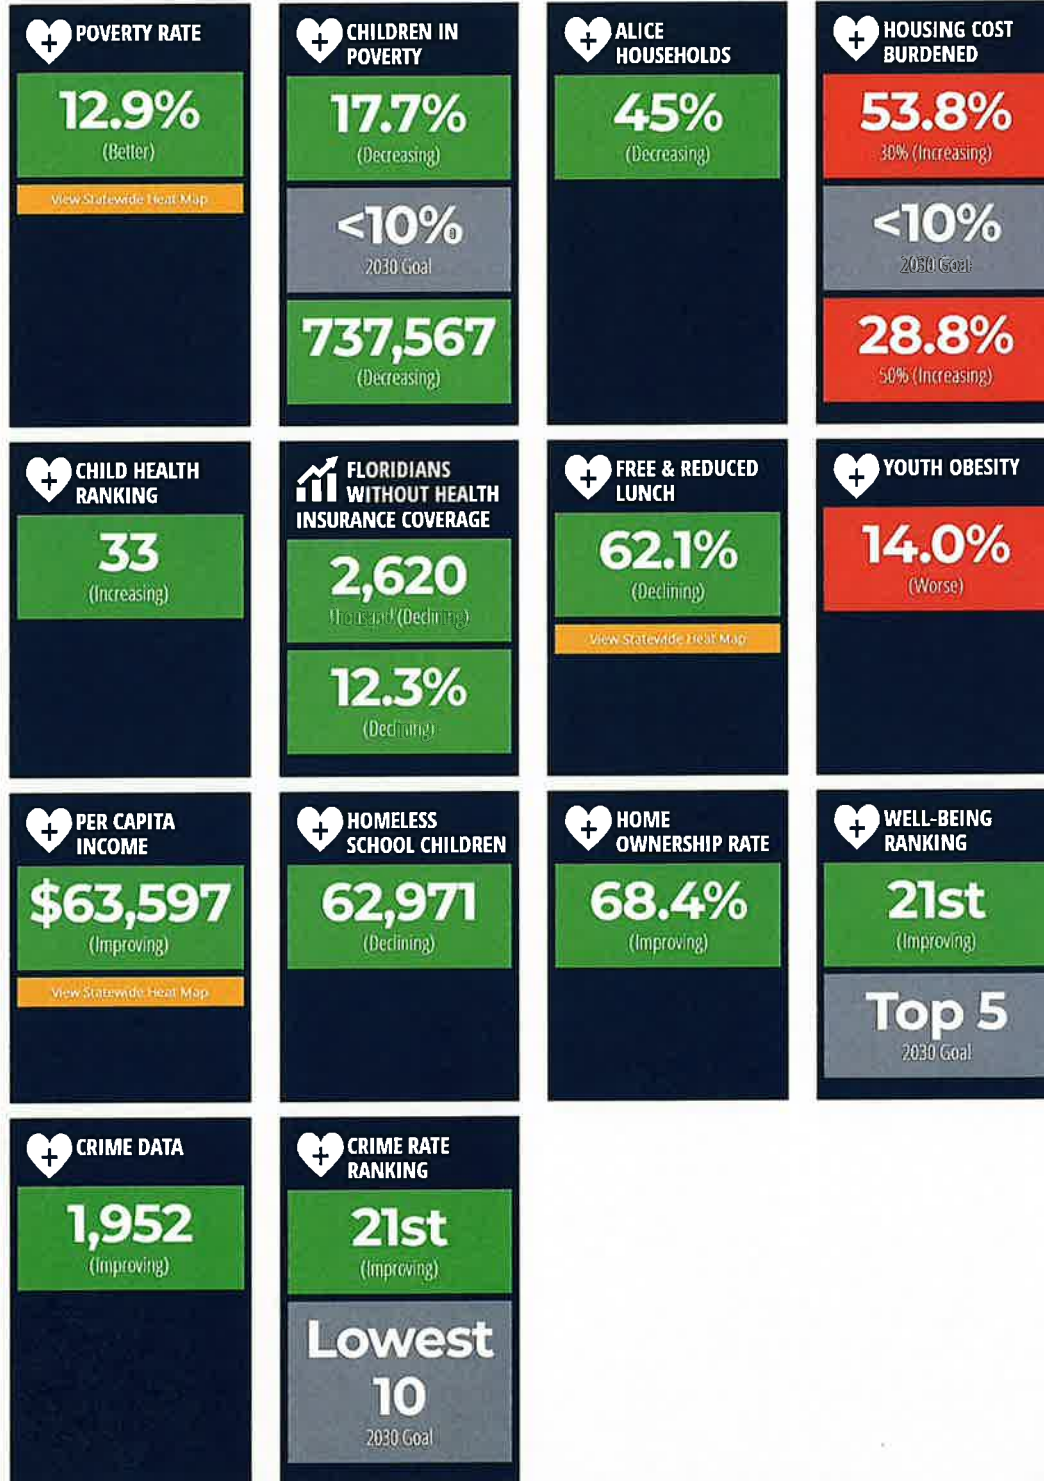 POVERTY RATE
12.9%
(Better)
View Statewide Heat Map
CHILDREN IN
POVERTY
17.7%
(Decreasing)
<10%
2030 Goal
737,567
(Decreasing)
ALICE
HOUSEHOLDS
45%
(Decreasing)
HOUSING COST
BURDENED
53.8%
30% (Increasing)
<10%
2030 Goal
28.8%
50% (Increasing)
CHILD HEALTH
RANKING
33
(Increasing)
FLORIDIANS
WITHOUT HEALTH
INSURANCE COVERAGE
2,620
Thousand (Declining)
12.3%
(Declining)
FREE & REDUCED
LUNCH
62.1%
(Declining)
View Statewide Heat Map
YOUTH OBESITY
14.0%
(Worse)
PER CAPITA
INCOME
$63,597
(Improving)
View Statewide Heat Map
HOMELESS
SCHOOL CHILDREN
62,971
(Declining)
HOME
OWNERSHIP RATE
68.4%
(Improving)
WELL-BEING
RANKING
21st
(Improving)
Top 5
2030 Goal
CRIME DATA
1,952
(Improving)
CRIME RATE
RANKING
21st
(Improving)
Lowest
10
2030 Goal